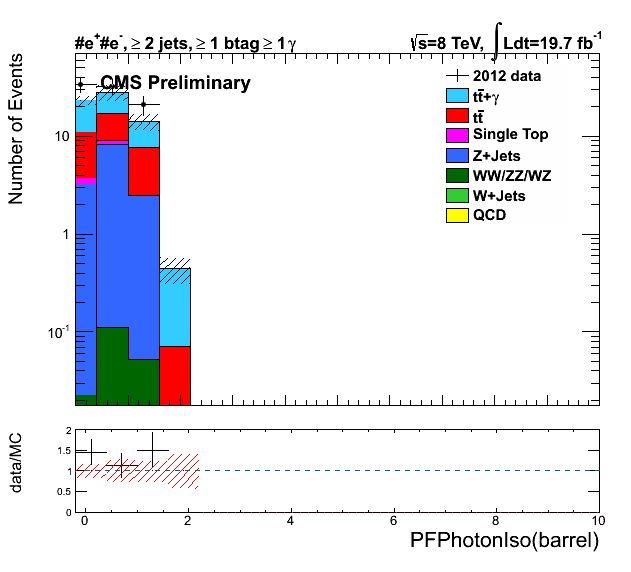 #e⁺#e⁻, ≥ 2 jets, ≥ 1 btag ≥ 1γ
√s=8 TeV, ∫Ldt=19.7 fb⁻¹
CMS Preliminary
2012 data
tt̄+γ
tt̄
Single Top
Z+Jets
WW/ZZ/WZ
W+Jets
QCD
Number of Events
10
1
10⁻¹
data/MC
2
1.5
1
0.5
0
0 2 4 6 8 10
PFPhotonIso(barrel)